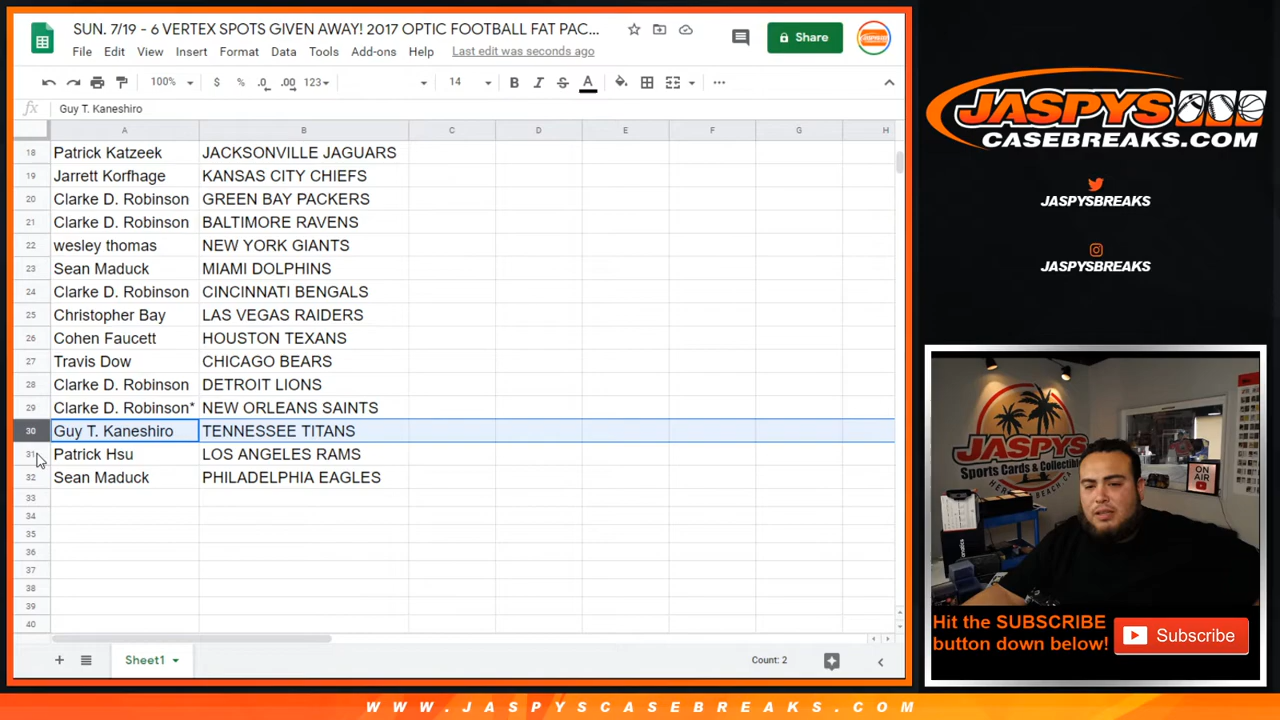 SUN. 7/19 - 6 VERTEX SPOTS GIVEN AWAY! 2017 OPTIC FOOTBALL FAT PAC...
File Edit View Insert Format Data Tools Add-ons Help Last edit was seconds ago
Share
100% $ % .0 .00 123 14 B I S A
fx Guy T. Kaneshiro
A B C D E F G H
18 Patrick Katzeek JACKSONVILLE JAGUARS
19 Jarrett Korfhage KANSAS CITY CHIEFS
20 Clarke D. Robinson GREEN BAY PACKERS
21 Clarke D. Robinson BALTIMORE RAVENS
22 wesley thomas NEW YORK GIANTS
23 Sean Maduck MIAMI DOLPHINS
24 Clarke D. Robinson CINCINNATI BENGALS
25 Christopher Bay LAS VEGAS RAIDERS
26 Cohen Faucett HOUSTON TEXANS
27 Travis Dow CHICAGO BEARS
28 Clarke D. Robinson DETROIT LIONS
29 Clarke D. Robinson* NEW ORLEANS SAINTS
30 Guy T. Kaneshiro TENNESSEE TITANS
31 Patrick Hsu LOS ANGELES RAMS
32 Sean Maduck PHILADELPHIA EAGLES
33
34
35
36
37
38
39
40
Sheet1
Count: 2
JASPYS
CASEBREAKS.COM
JASPYSBREAKS
JASPYSBREAKS
JASPYS
Sports Cards & Collectibles
ON AIR
Hit the SUBSCRIBE
button down below!
Subscribe
WWW.JASPYSCASEBREAKS.COM